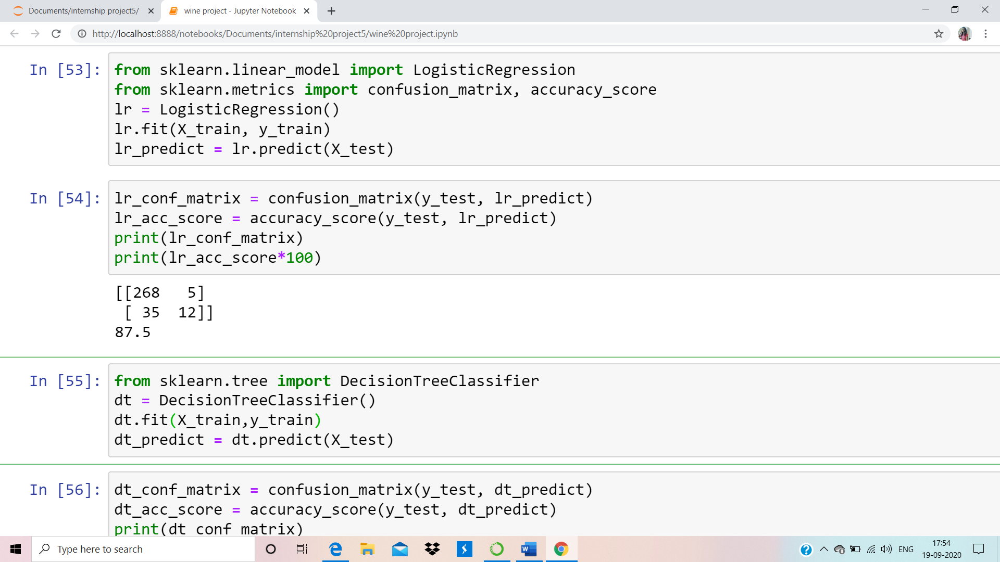 Documents/internship project5/
wine project - Jupyter Notebook
http://localhost:8888/notebooks/Documents/internship%20project5/wine%20project.ipynb
In [53]:
from sklearn.linear_model import LogisticRegression
from sklearn.metrics import confusion_matrix, accuracy_score
lr = LogisticRegression()
lr.fit(X_train, y_train)
lr_predict = lr.predict(X_test)
In [54]:
lr_conf_matrix = confusion_matrix(y_test, lr_predict)
lr_acc_score = accuracy_score(y_test, lr_predict)
print(lr_conf_matrix)
print(lr_acc_score*100)
[[268   5]
 [ 35  12]]
87.5
In [55]:
from sklearn.tree import DecisionTreeClassifier
dt = DecisionTreeClassifier()
dt.fit(X_train,y_train)
dt_predict = dt.predict(X_test)
In [56]:
dt_conf_matrix = confusion_matrix(y_test, dt_predict)
dt_acc_score = accuracy_score(y_test, dt_predict)
print(dt_conf_matrix)
Type here to search
ENG
17:54
19-09-2020